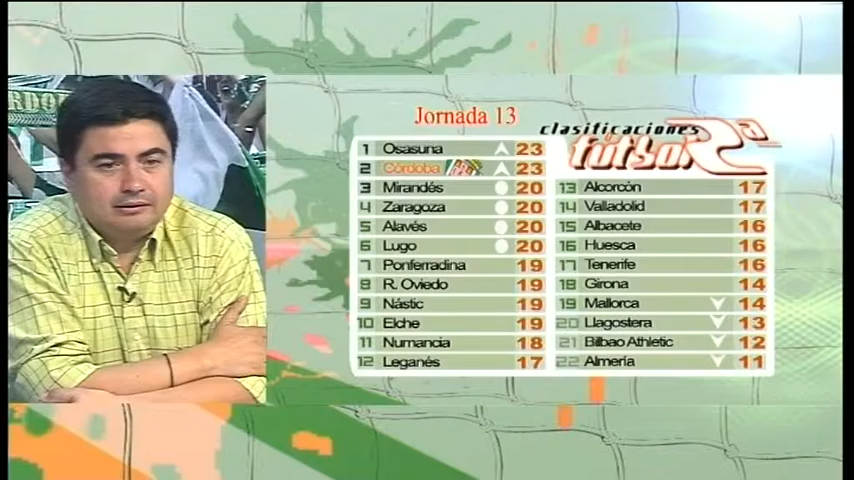 Jornada 13
clasificaciones
fútbol 2ª
1 Osasuna 23
2 Córdoba 23
3 Mirandés 20
4 Zaragoza 20
5 Alavés 20
6 Lugo 20
7 Ponferradina 19
8 R. Oviedo 19
9 Nástic 19
10 Elche 19
11 Numancia 18
12 Leganés 17
13 Alcorcón 17
14 Valladolid 17
15 Albacete 16
16 Huesca 16
17 Tenerife 16
18 Girona 14
19 Mallorca 14
20 Llagostera 13
21 Bilbao Athletic 12
22 Almería 11